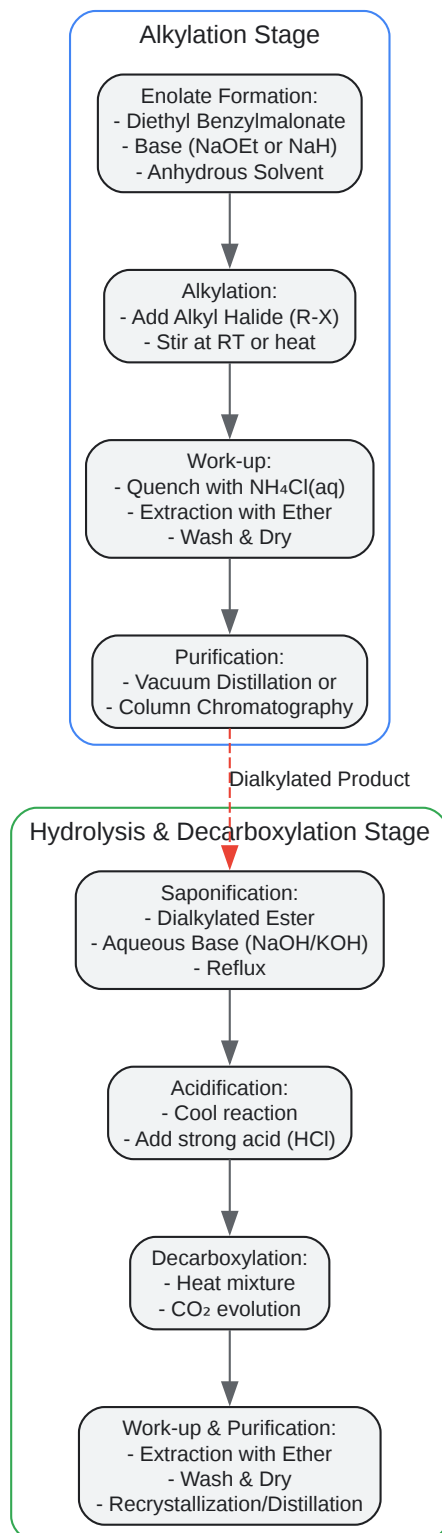 Alkylation Stage
Enolate Formation:
- Diethyl Benzylmalonate
- Base (NaOEt or NaH)
- Anhydrous Solvent
Alkylation:
- Add Alkyl Halide (R-X)
- Stir at RT or heat
Work-up:
- Quench with NH₄Cl(aq)
- Extraction with Ether
- Wash & Dry
Purification:
- Vacuum Distillation or
- Column Chromatography
Dialkylated Product
Hydrolysis & Decarboxylation Stage
Saponification:
- Dialkylated Ester
- Aqueous Base (NaOH/KOH)
- Reflux
Acidification:
- Cool reaction
- Add strong acid (HCl)
Decarboxylation:
- Heat mixture
- CO₂ evolution
Work-up & Purification:
- Extraction with Ether
- Wash & Dry
- Recrystallization/Distillation